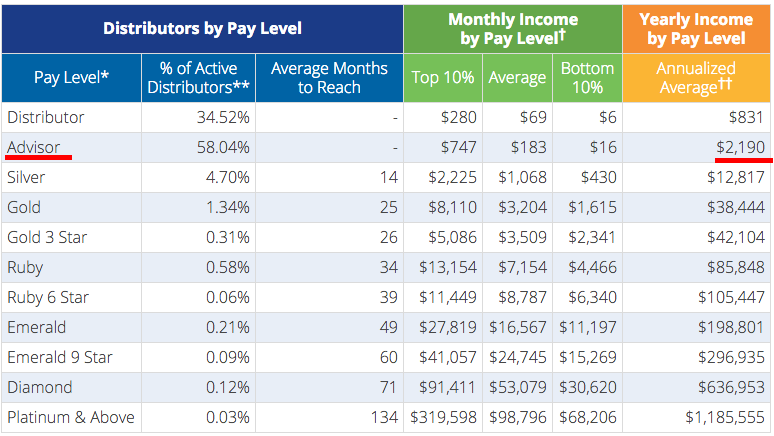 Distributors by Pay Level Monthly Income by Pay Level† Yearly Income by Pay Level
Pay Level* % of Active Distributors** Average Months to Reach Top 10% Average Bottom 10% Annualized Average††
Distributor 34.52% - $280 $69 $6 $831
Advisor 58.04% - $747 $183 $16 $2,190
Silver 4.70% 14 $2,225 $1,068 $430 $12,817
Gold 1.34% 25 $8,110 $3,204 $1,615 $38,444
Gold 3 Star 0.31% 26 $5,086 $3,509 $2,341 $42,104
Ruby 0.58% 34 $13,154 $7,154 $4,466 $85,848
Ruby 6 Star 0.06% 39 $11,449 $8,787 $6,340 $105,447
Emerald 0.21% 49 $27,819 $16,567 $11,197 $198,801
Emerald 9 Star 0.09% 60 $41,057 $24,745 $15,269 $296,935
Diamond 0.12% 71 $91,411 $53,079 $30,620 $636,953
Platinum & Above 0.03% 134 $319,598 $98,796 $68,206 $1,185,555